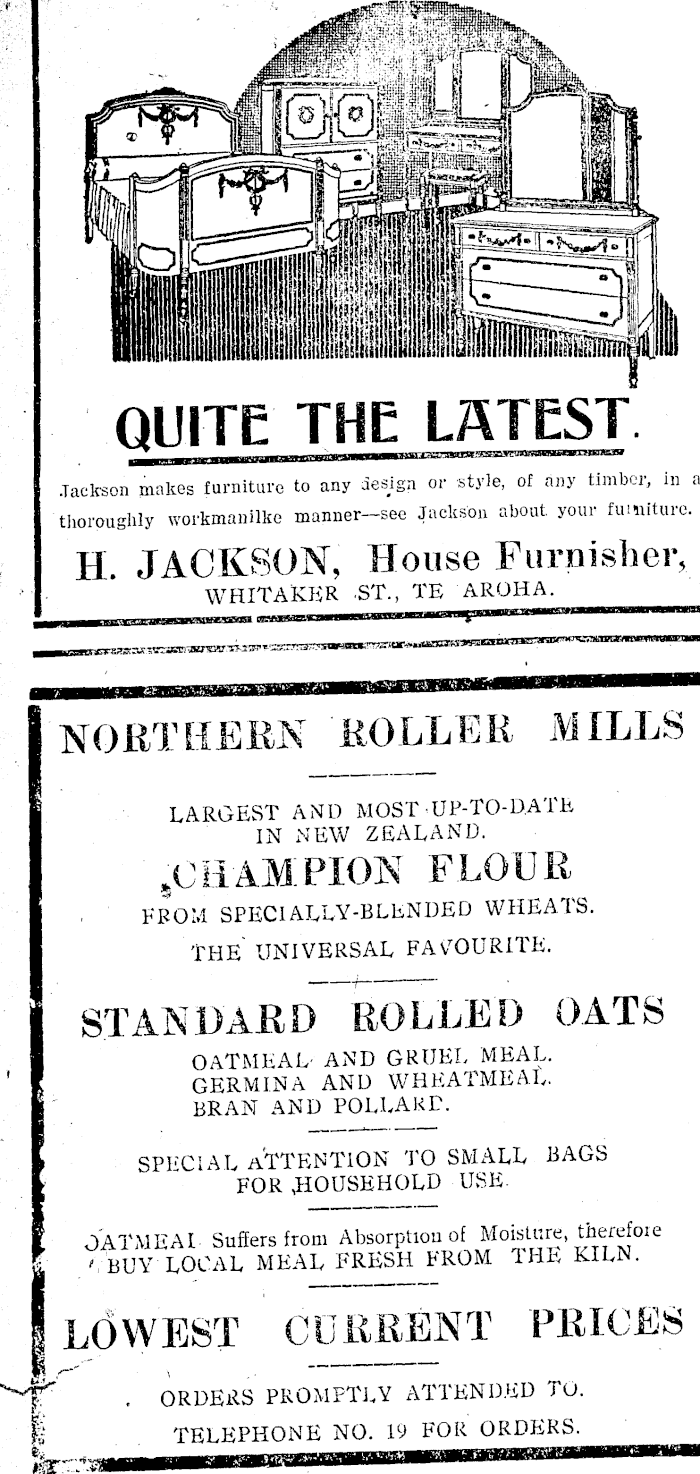 QUITE THE LATEST.
Jackson makes furniture to any design or style, of any timber, in a
thoroughly workmanilke manner—see Jackson about your furniture.
H. JACKSON, House Furnisher,
WHITAKER ST., TE AROHA.
NORTHERN ROLLER MILLS
LARGEST AND MOST UP-TO-DATE
IN NEW ZEALAND.
CHAMPION FLOUR
FROM SPECIALLY-BLENDED WHEATS.
THE UNIVERSAL FAVOURITE.
STANDARD ROLLED OATS
OATMEAL AND GRUEL MEAL.
GERMINA AND WHEATMEAL.
BRAN AND POLLARD.
SPECIAL ATTENTION TO SMALL BAGS
FOR HOUSEHOLD USE.
OATMEAL Suffers from Absorption of Moisture, therefore
BUY LOCAL MEAL FRESH FROM THE KILN.
LOWEST CURRENT PRICES
ORDERS PROMPTLY ATTENDED TO.
TELEPHONE NO. 19 FOR ORDERS.